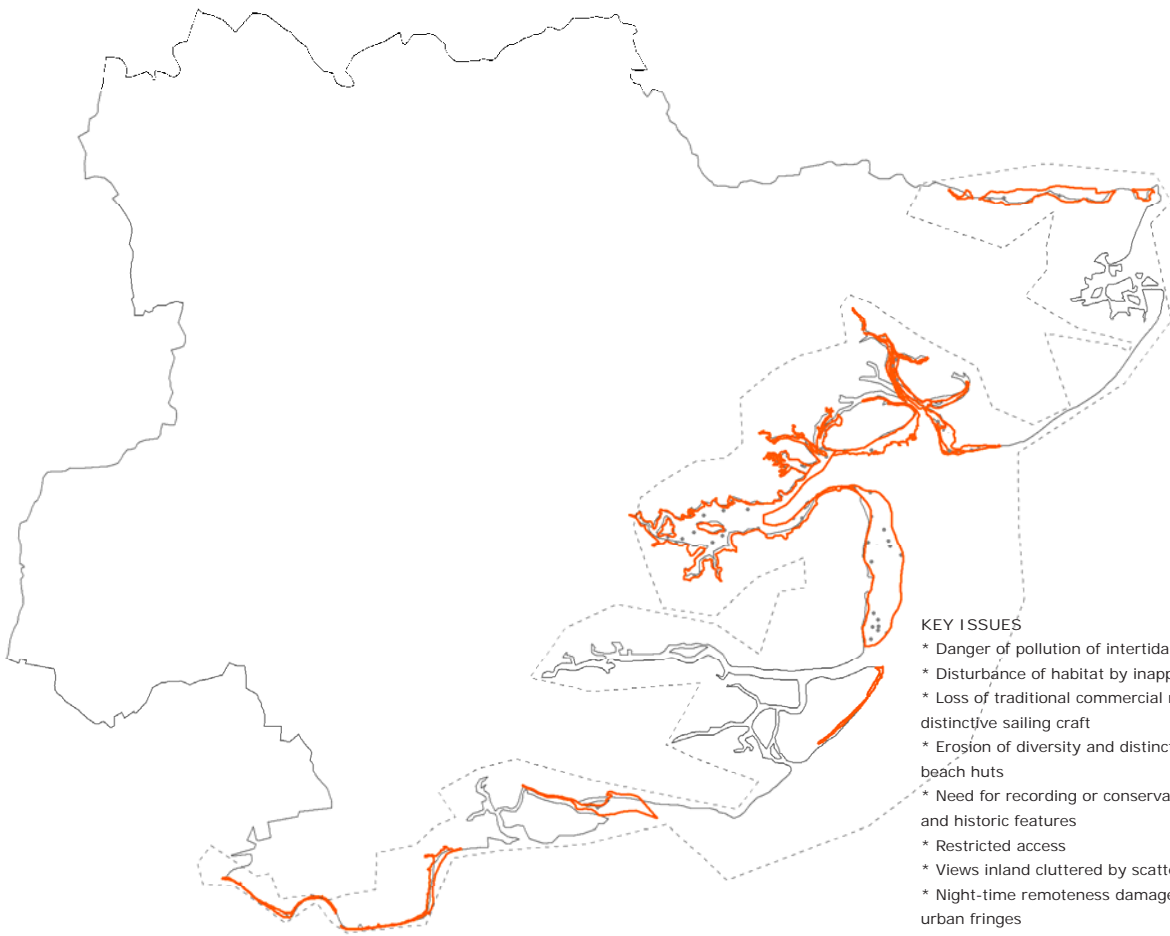 KEY ISSUES
* Danger of pollution of intertida
* Disturbance of habitat by inapp
* Loss of traditional commercial
distinctive sailing craft
* Erosion of diversity and distinct
beach huts
* Need for recording or conserva
and historic features
* Restricted access
* Views inland cluttered by scatte
* Night-time remoteness damage
urban fringes